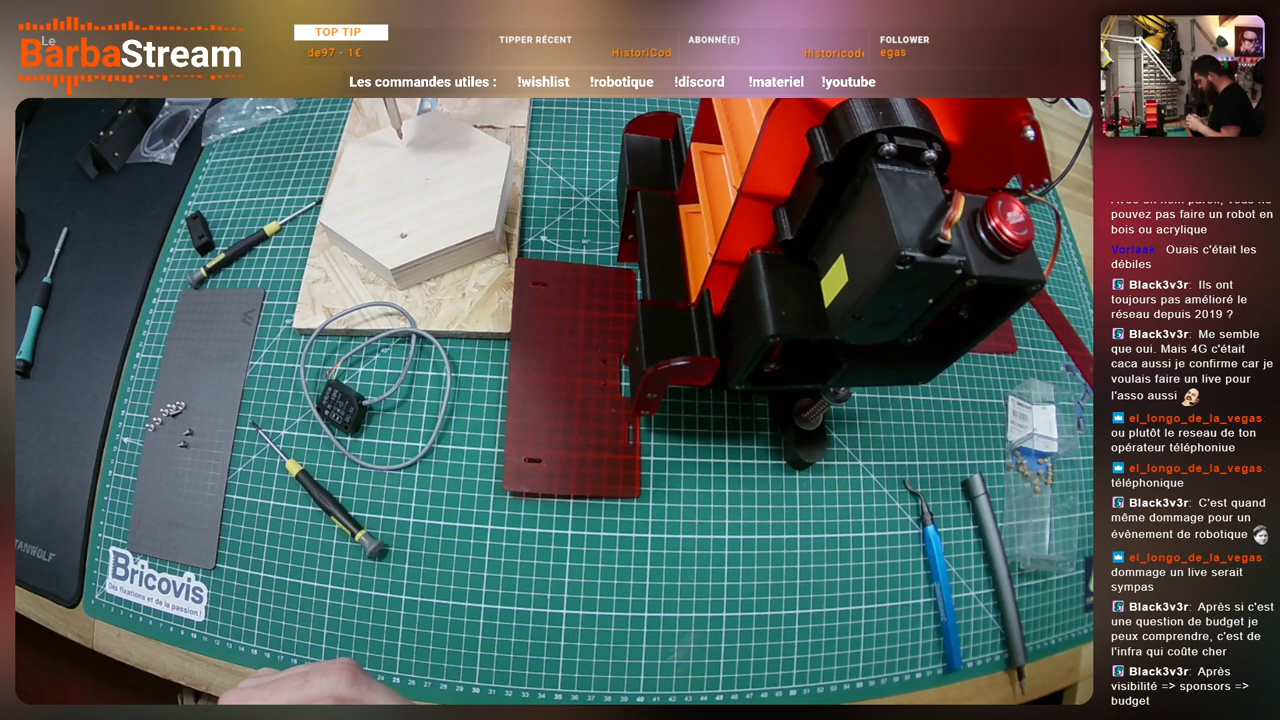 Le
BarbaStream
TOP TIP
de97 - 1€
TIPPER RÉCENT
HistoriCod
ABONNÉ(E)
historicode
FOLLOWER
egas
Les commandes utiles : !wishlist !robotique !discord !materiel !youtube
pouvez pas faire un robot en
bois ou acrylique
Voriaak Ouais c'était les
débiles
Black3v3r: Ils ont
toujours pas amélioré le
réseau depuis 2019 ?
Black3v3r: Me semble
que oui. Mais 4G c'était
caca aussi je confirme car je
voulais faire un live pour
l'asso aussi
el_longo_de_la_vegas:
ou plutôt le reseau de ton
opérateur téléphoniue
el_longo_de_la_vegas:
téléphonique
Black3v3r: C'est quand
même dommage pour un
évènement de robotique
el_longo_de_la_vegas:
dommage un live serait
sympas
Black3v3r: Après si c'est
une question de budget je
peux comprendre, c'est de
l'infra qui coûte cher
Black3v3r: Après
visibilité => sponsors =>
budget
Bricovis
Des fixations et de la passion !